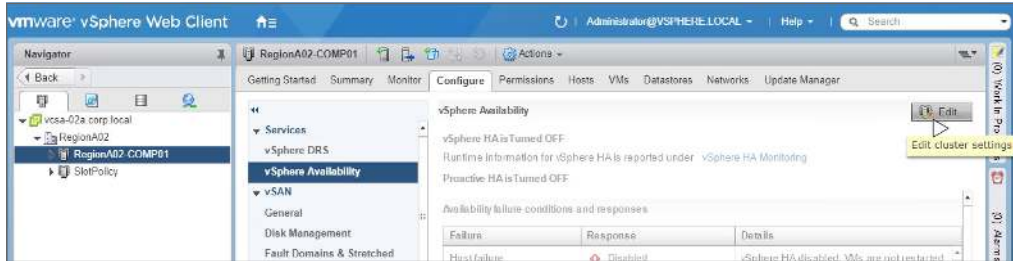 vmware vSphere Web Client
Administrator@VSPHERE.LOCAL
Help
Search
Navigator
Back
vcsa-02a.corp.local
RegionA02
RegionA02-COMP01
SlotPolicy
RegionA02-COMP01
Actions
Getting Started Summary Monitor Configure Permissions Hosts VMs Datastores Networks Update Manager
Services
vSphere DRS
vSphere Availability
vSAN
General
Disk Management
Fault Domains & Stretched
vSphere Availability
Edit
Edit cluster settings
vSphere HA is Turned OFF
Runtime information for vSphere HA is reported under vSphere HA Monitoring
Proactive HA is Turned OFF
Availability failure conditions and responses
Failure Response Details
Host failure Disabled vSphere HA disabled. VMs are not restarted
(0) Work In Pro
s
(0) Alarms